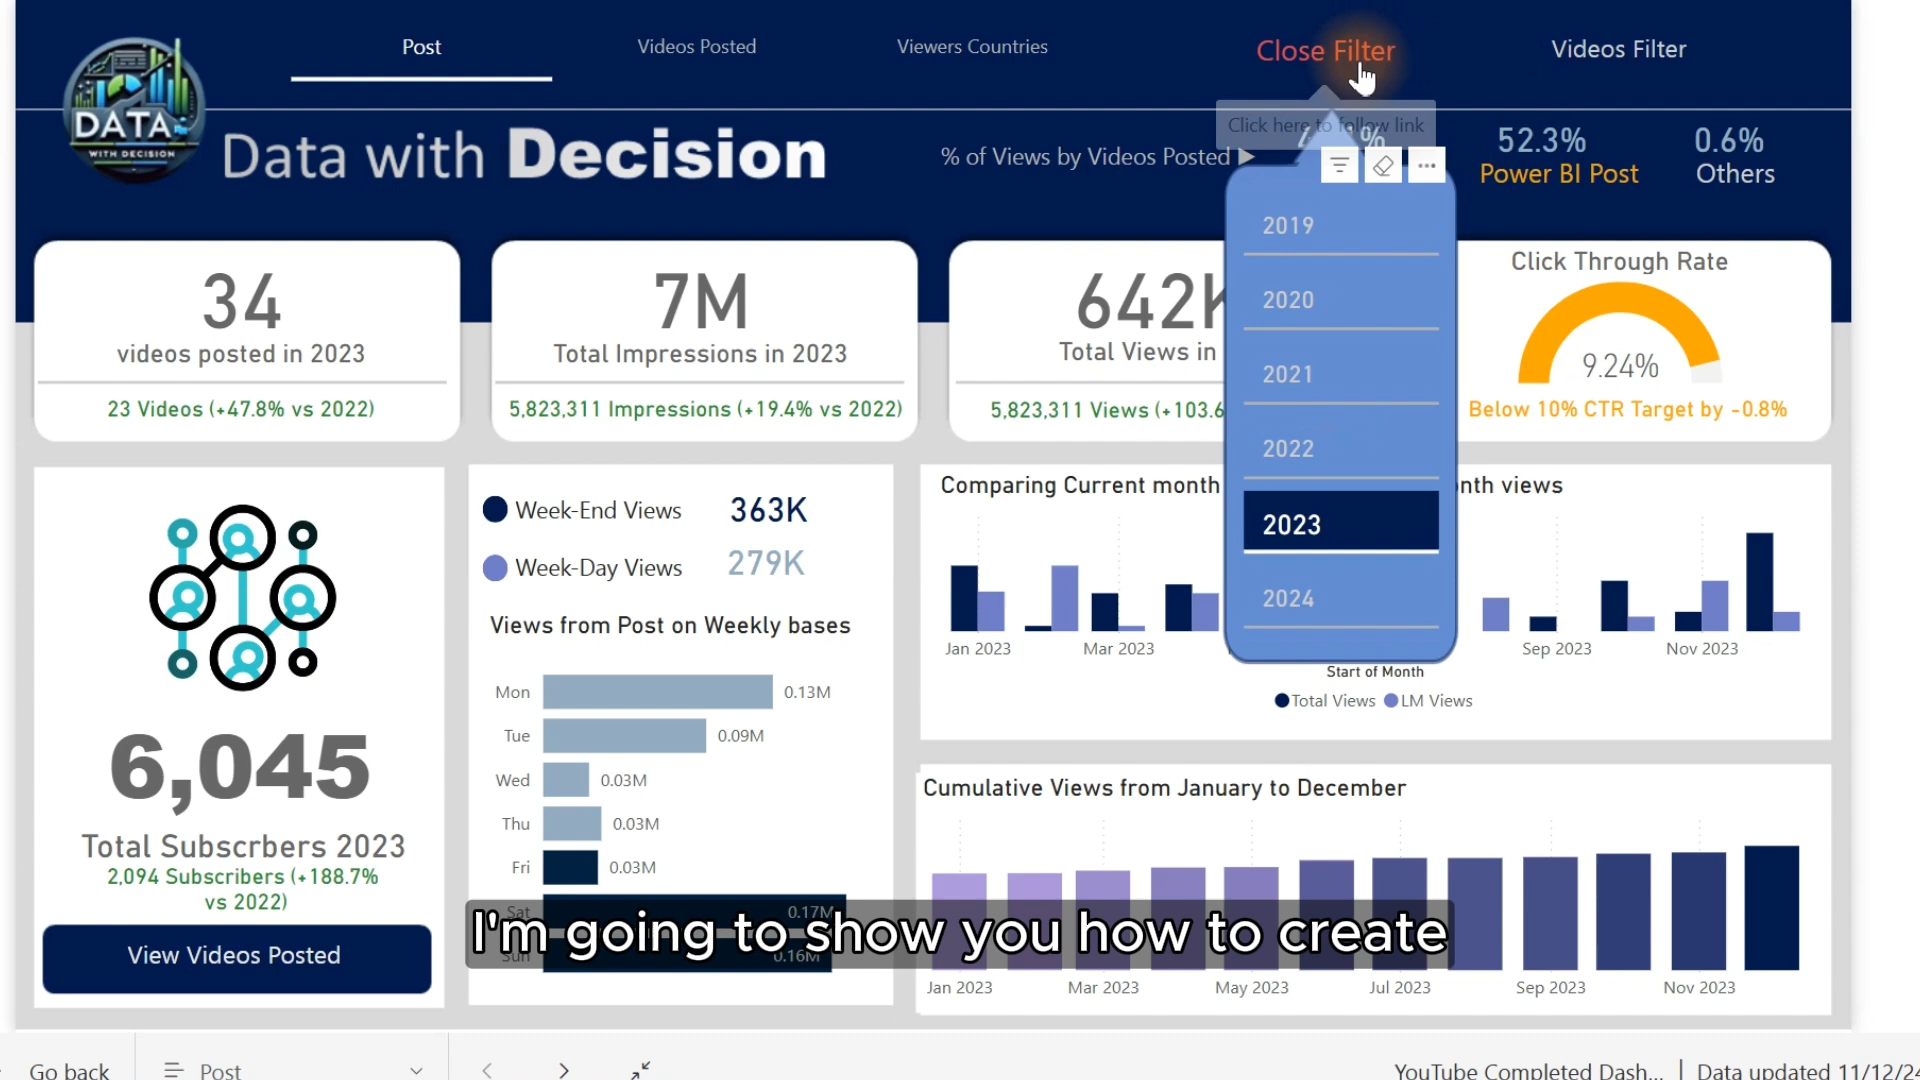 Post
Videos Posted
Viewers Countries
Close Filter
Videos Filter
DATA
WITH DECISION
Data with Decision
Click here to follow link
% of Views by Videos Posted
%
52.3%
Power BI Post
0.6%
Others
34
videos posted in 2023
23 Videos (+47.8% vs 2022)
7M
Total Impressions in 2023
5,823,311 Impressions (+19.4% vs 2022)
642K
Total Views in
5,823,311 Views (+103.6
2019
2020
2021
2022
2023
2024
Click Through Rate
9.24%
Below 10% CTR Target by -0.8%
6,045
Total Subscrbers 2023
2,094 Subscribers (+188.7%
vs 2022)
View Videos Posted
Week-End Views 363K
Week-Day Views 279K
Views from Post on Weekly bases
Mon 0.13M
Tue 0.09M
Wed 0.03M
Thu 0.03M
Fri 0.03M
Sat 0.17M
Sun 0.16M
I'm going to show you how to create
Comparing Current month
nth views
Jan 2023
Mar 2023
Sep 2023
Nov 2023
Start of Month
Total Views LM Views
Cumulative Views from January to December
Jan 2023
Mar 2023
May 2023
Jul 2023
Sep 2023
Nov 2023
Go back
Post
YouTube Completed Dash... | Data updated 11/12/24